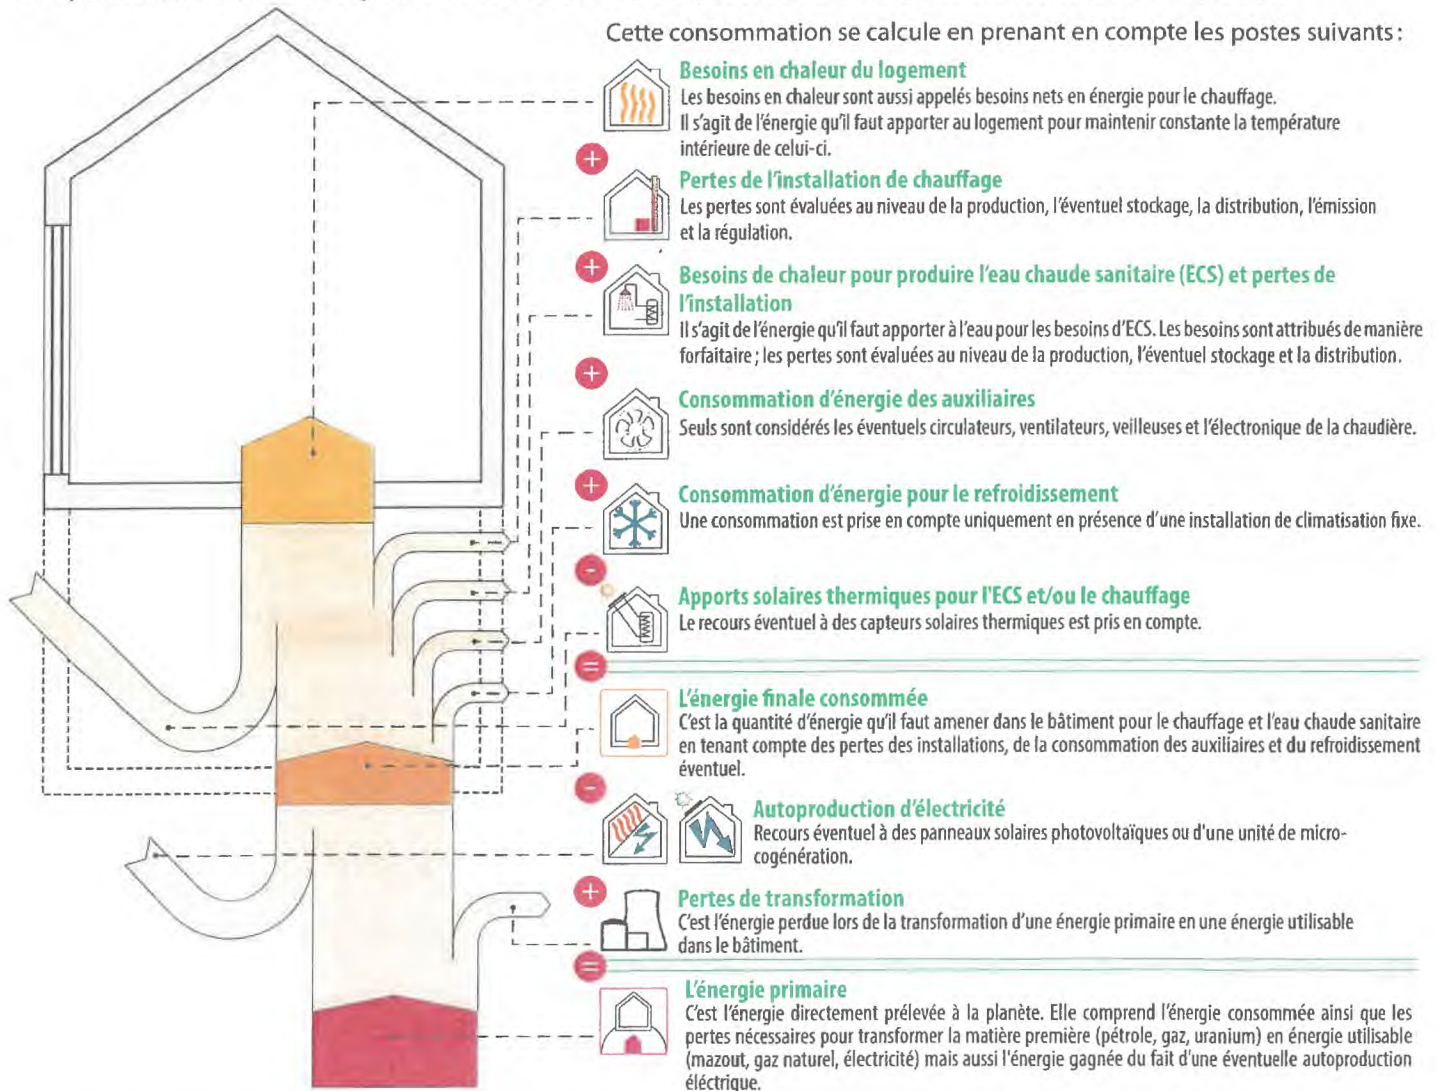 Cette consommation se calcule en prenant en compte les postes suivants :
Besoins en chaleur du logement
Les besoins en chaleur sont aussi appelés besoins nets en énergie pour le chauffage.
Il s'agit de l'énergie qu'il faut apporter au logement pour maintenir constante la température
intérieure de celui-ci.
+
Pertes de l'installation de chauffage
Les pertes sont évaluées au niveau de la production, l'éventuel stockage, la distribution, l'émission
et la régulation.
+
Besoins de chaleur pour produire l'eau chaude sanitaire (ECS) et pertes de
l'installation
Il s'agit de l'énergie qu'il faut apporter à l'eau pour les besoins d'ECS. Les besoins sont attribués de manière
forfaitaire ; les pertes sont évaluées au niveau de la production, l'éventuel stockage et la distribution.
+
Consommation d'énergie des auxiliaires
Seuls sont considérés les éventuels circulateurs, ventilateurs, veilleuses et l'électronique de la chaudière.
+
Consommation d'énergie pour le refroidissement
Une consommation est prise en compte uniquement en présence d'une installation de climatisation fixe.
-
Apports solaires thermiques pour l'ECS et/ou le chauffage
Le recours éventuel à des capteurs solaires thermiques est pris en compte.
=
L'énergie finale consommée
C'est la quantité d'énergie qu'il faut amener dans le bâtiment pour le chauffage et l'eau chaude sanitaire
en tenant compte des pertes des installations, de la consommation des auxiliaires et du refroidissement
éventuel.
-
Autoproduction d'électricité
Recours éventuel à des panneaux solaires photovoltaïques ou d'une unité de micro-
cogénération.
+
Pertes de transformation
C'est l'énergie perdue lors de la transformation d'une énergie primaire en une énergie utilisable
dans le bâtiment.
=
L'énergie primaire
C'est l'énergie directement prélevée à la planète. Elle comprend l'énergie consommée ainsi que les
pertes nécessaires pour transformer la matière première (pétrole, gaz, uranium) en énergie utilisable
(mazout, gaz naturel, électricité) mais aussi l'énergie gagnée du fait d'une éventuelle autoproduction
éléctrique.